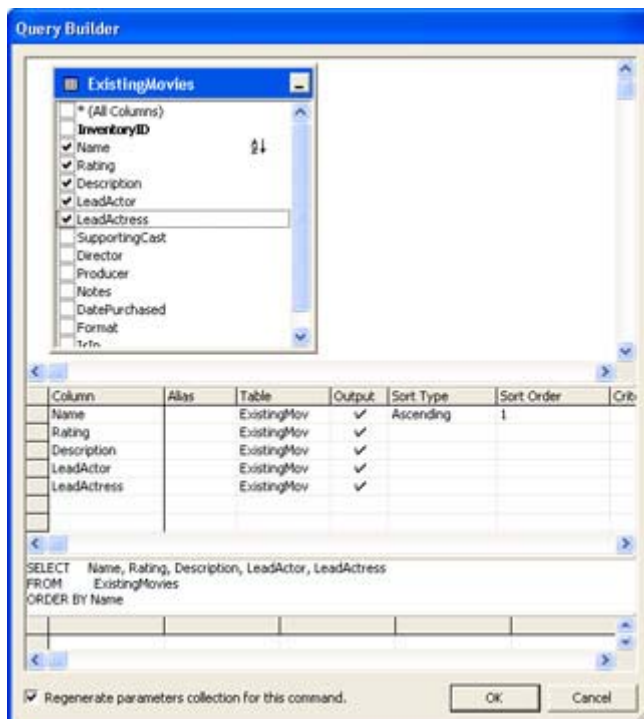 Query Builder
ExistingMovies
* (All Columns)
InventoryID
Name
Rating
Description
LeadActor
LeadActress
SupportingCast
Director
Producer
Notes
DatePurchased
Format
Column Alias Table Output Sort Type Sort Order
Name ExistingMov Ascending 1
Rating ExistingMov
Description ExistingMov
LeadActor ExistingMov
LeadActress ExistingMov
SELECT Name, Rating, Description, LeadActor, LeadActress
FROM ExistingMovies
ORDER BY Name
Regenerate parameters collection for this command.
OK Cancel